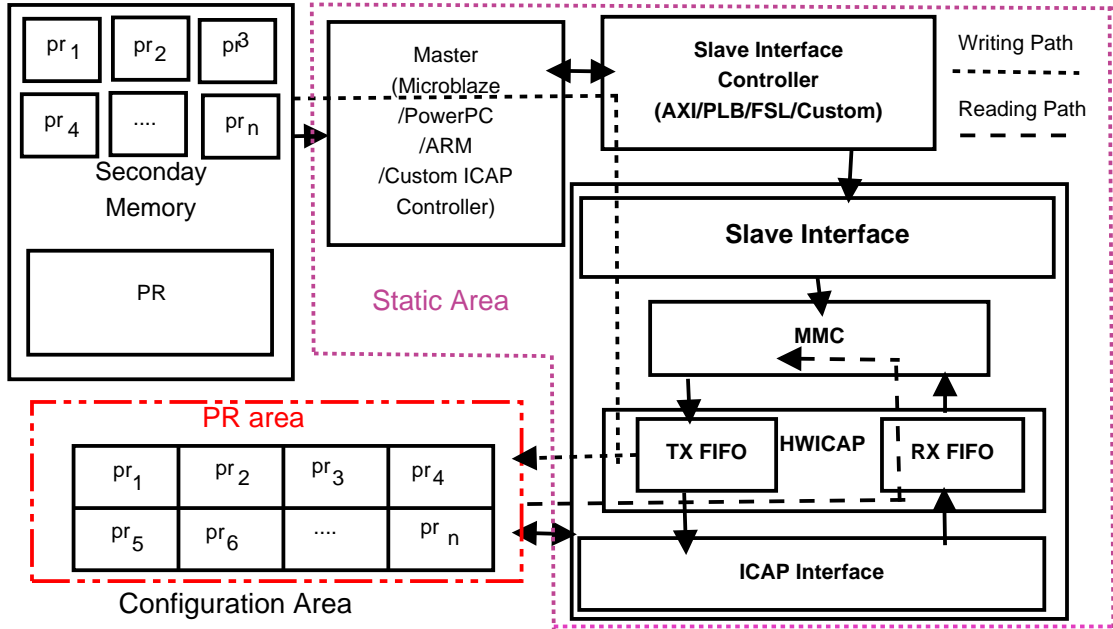 pr1 pr2 pr3
pr4 .... prn
Seconday
Memory
PR
Master
(Microblaze
/PowerPC
/ARM
/Custom ICAP
Controller)
Slave Interface
Controller
(AXI/PLB/FSL/Custom)
Writing Path
Reading Path
Slave Interface
Static Area
MMC
HWICAP
TX FIFO
RX FIFO
ICAP Interface
PR area
pr1 pr2 pr3 pr4
pr5 pr6 .... pr n
Configuration Area